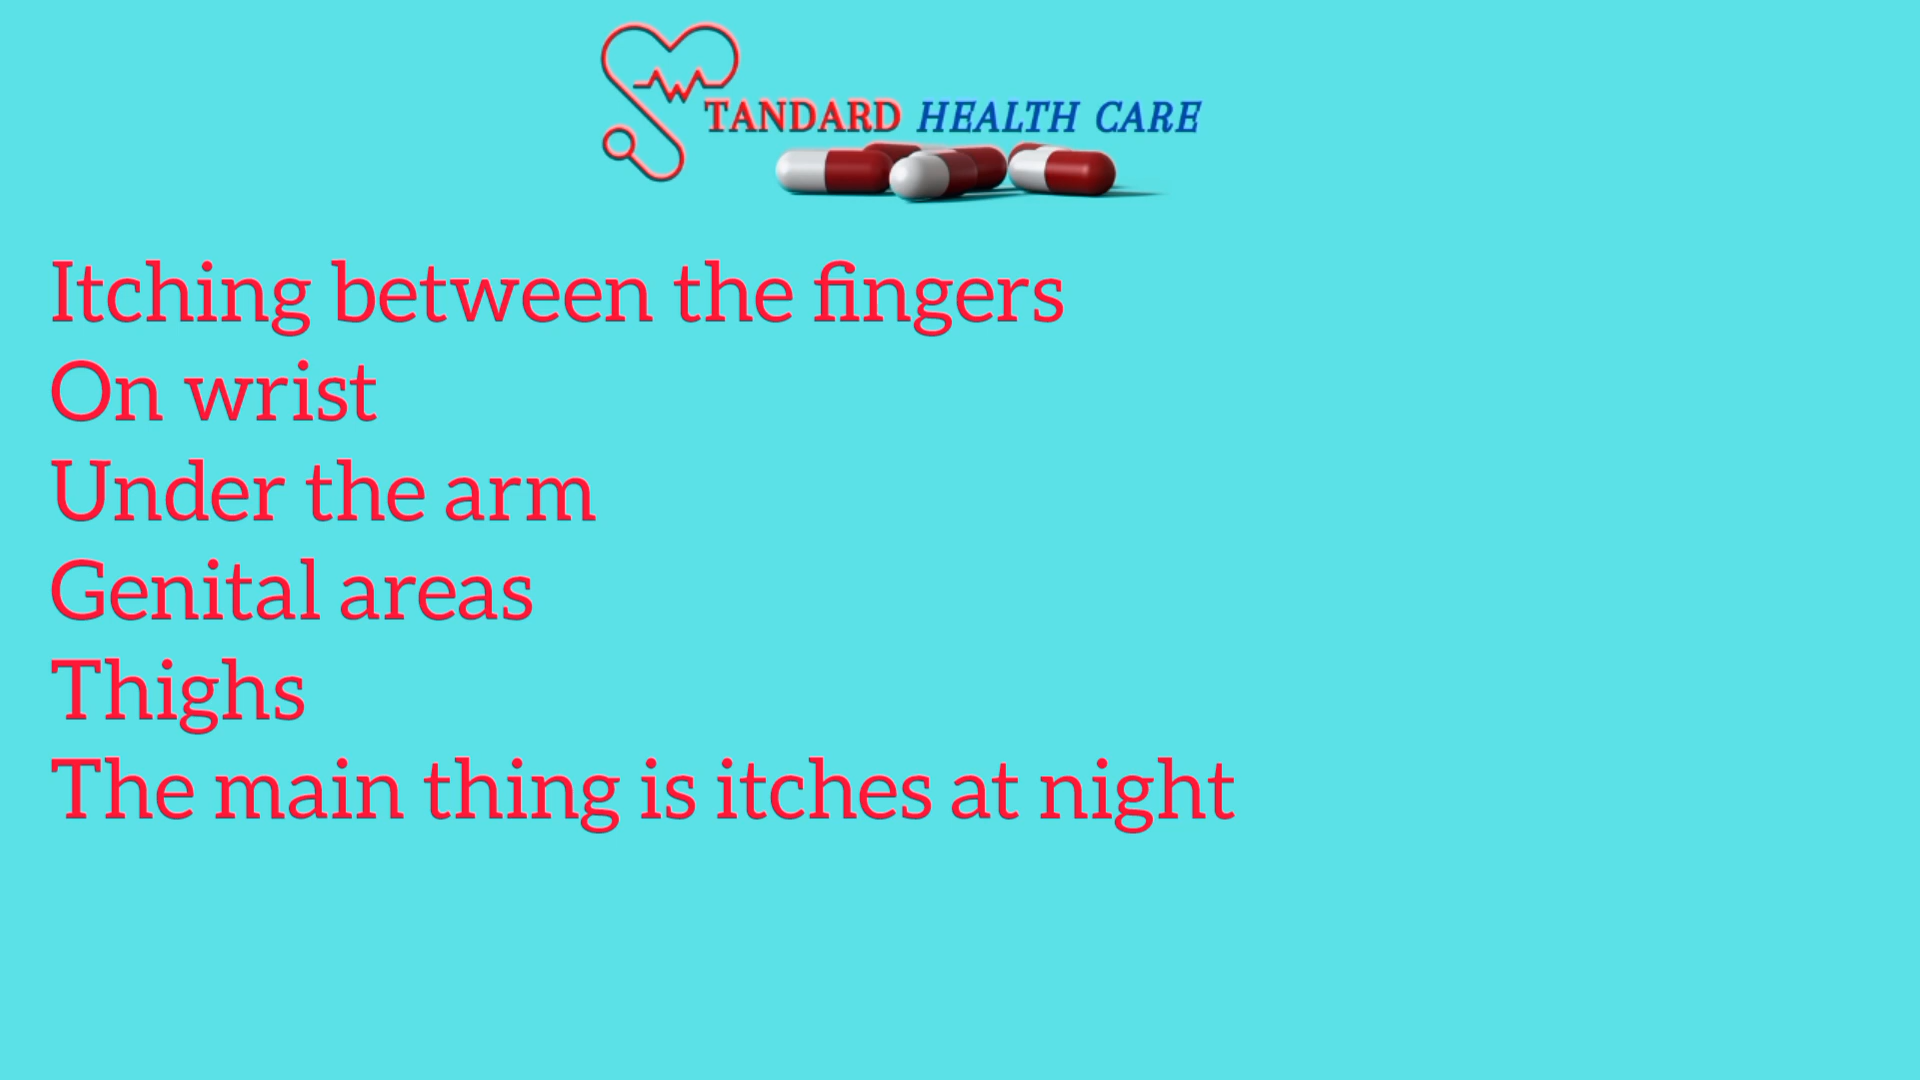 STANDARD HEALTH CARE
Itching between the fingers
On wrist
Under the arm
Genital areas
Thighs
The main thing is itches at night